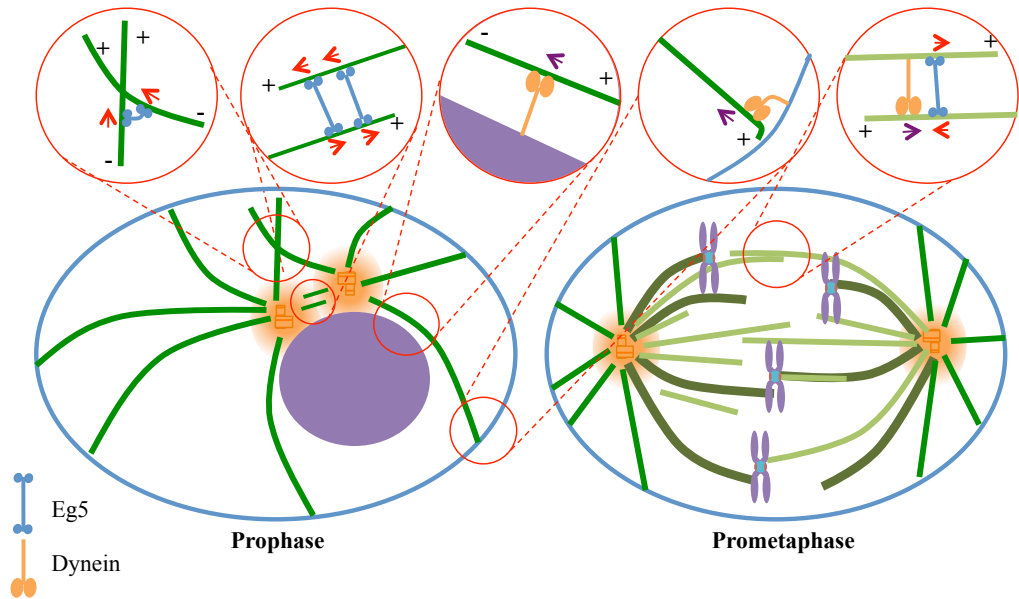 + +
- -
+ +
- +
+
+ +
Eg5
Dynein
Prophase
Prometaphase